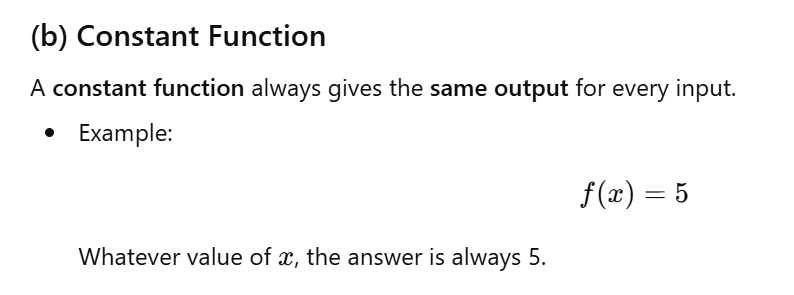 (b) Constant Function
A constant function always gives the same output for every input.
• Example:
f(x) = 5
Whatever value of x, the answer is always 5.